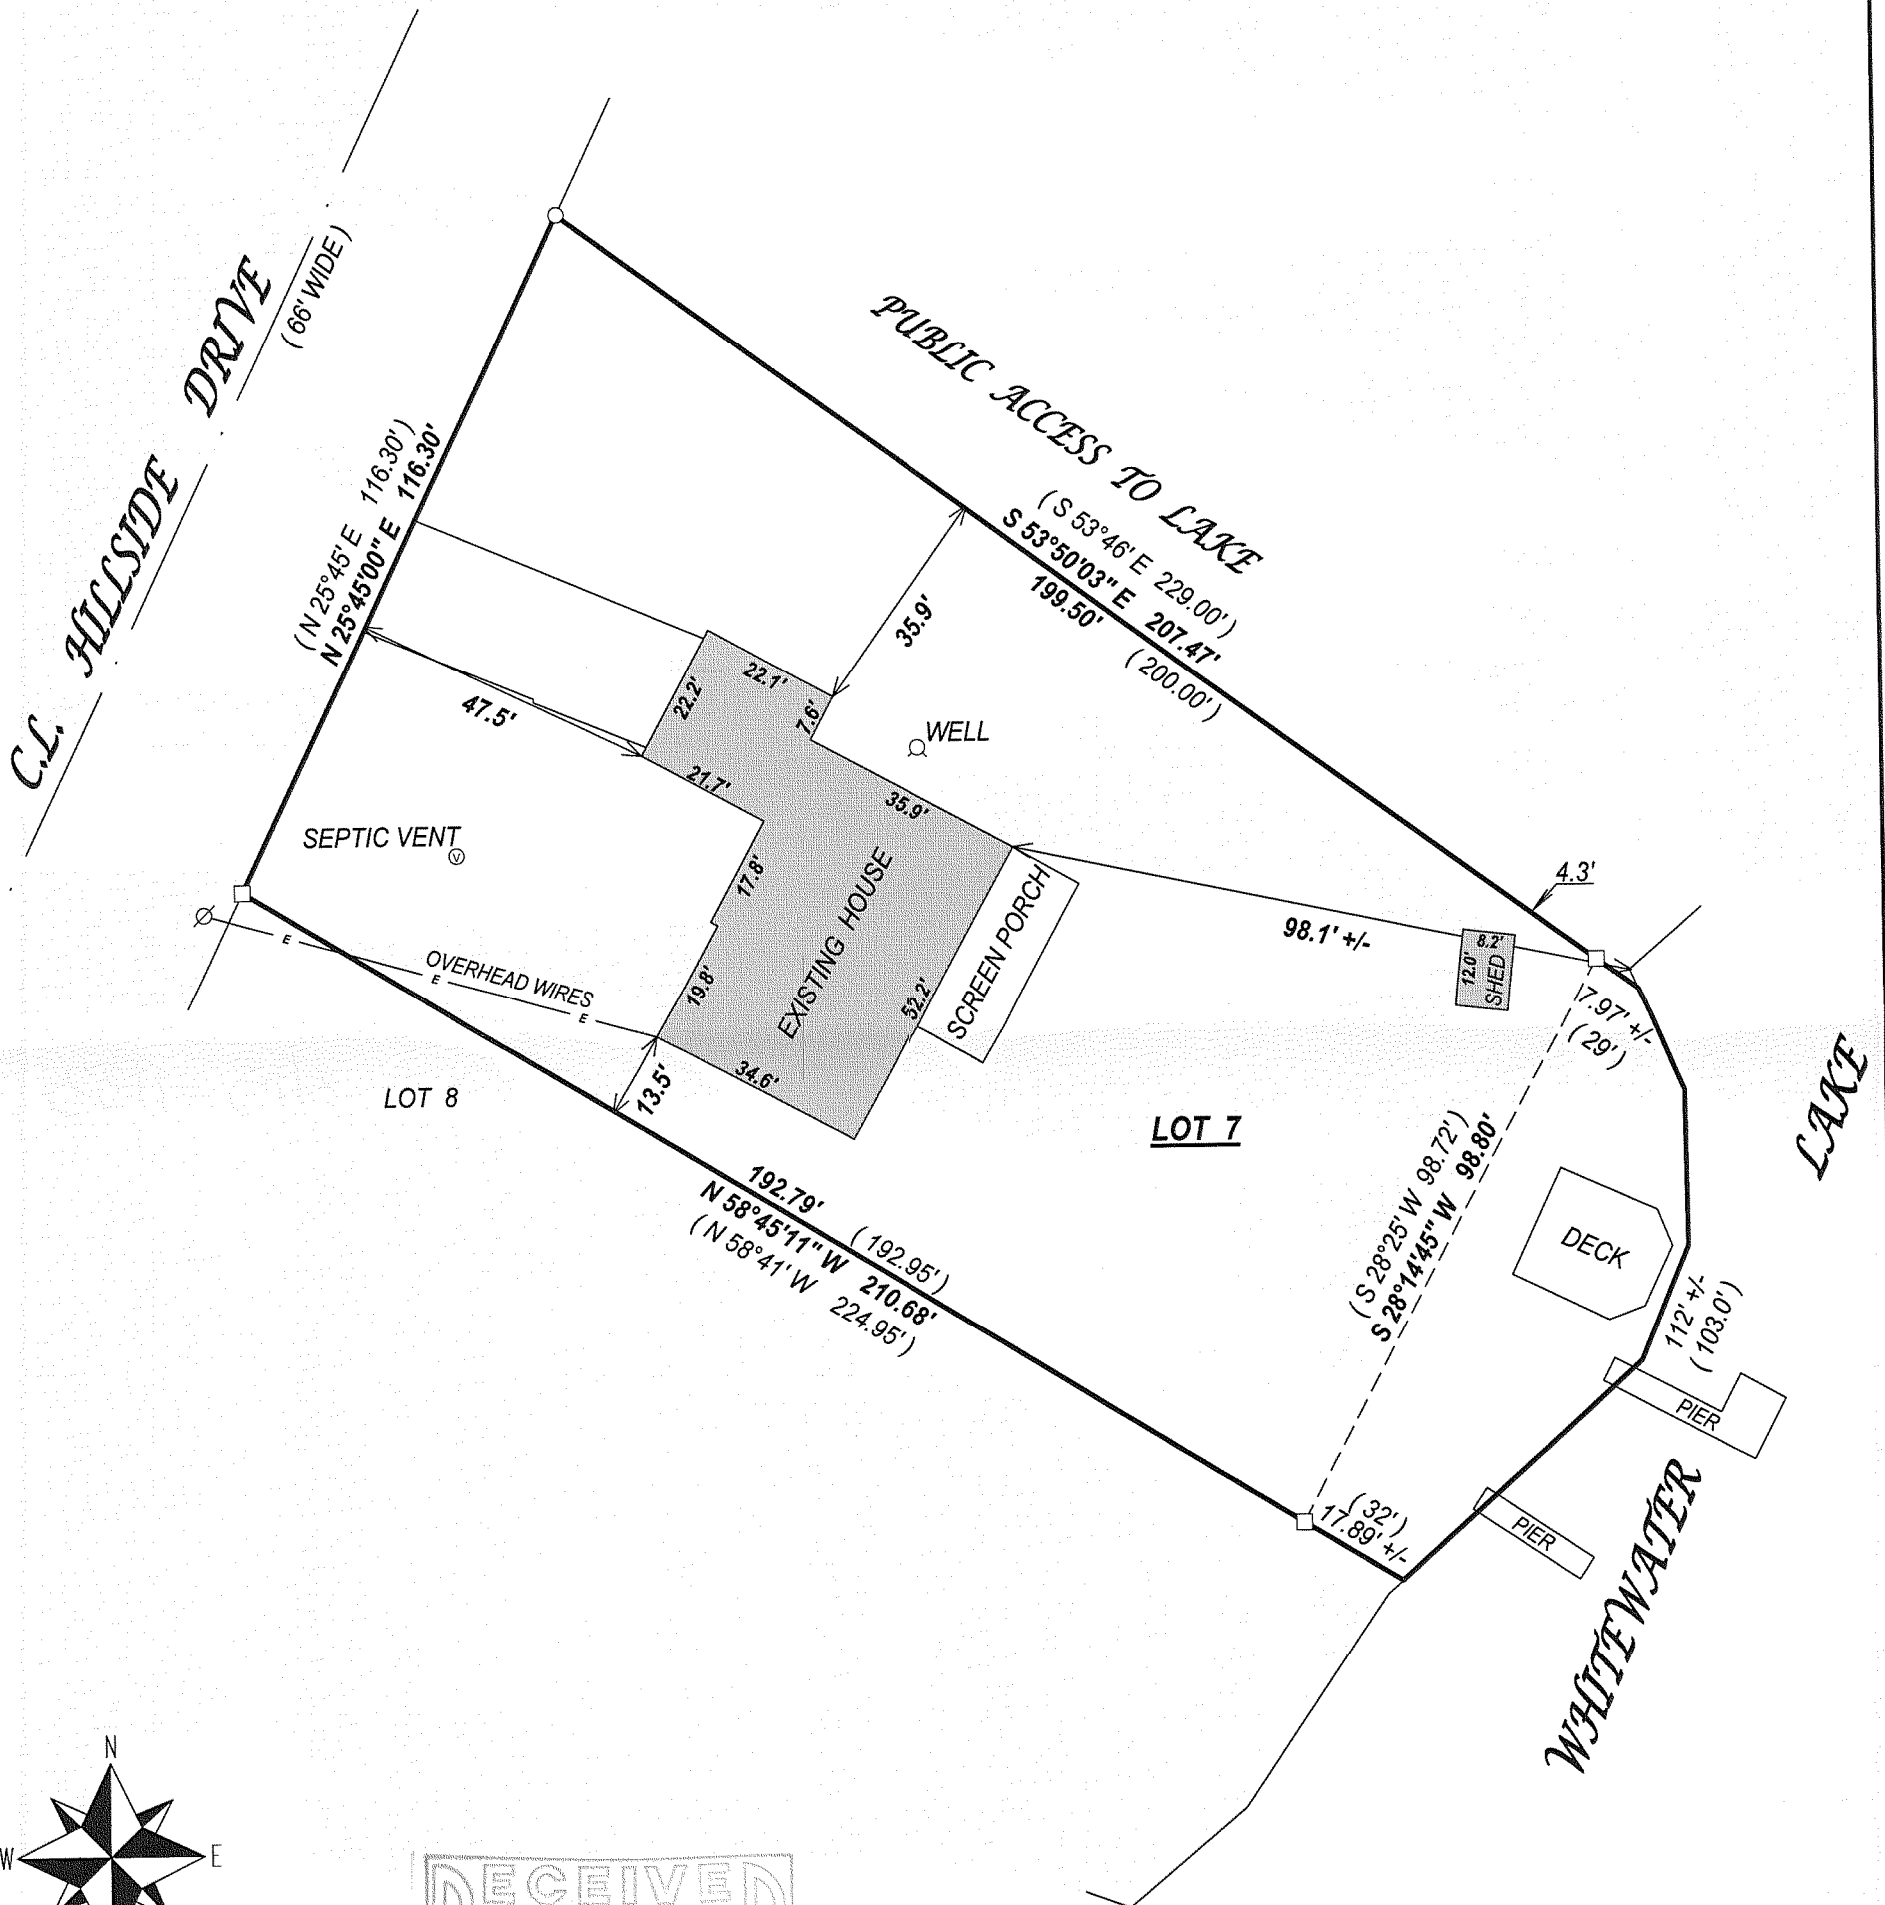 C.L. HILLSIDE DRIVE
( 66' WIDE )
PUBLIC ACCESS TO LAKE
( S 53°46' E 229.00' )
S 53°50'03" E 207.47'
199.50'
( 200.00' )
( N 25°45' E 116.30' )
N 25°45'00" E 116.30'
35.9'
47.5'
22.1'
22.2'
7.6'
WELL
21.7'
35.9'
SEPTIC VENT
V
17.8'
EXISTING HOUSE
SCREEN PORCH
52.2'
19.8'
34.6'
13.5'
OVERHEAD WIRES
E
E
E
98.1' +/-
4.3'
8.2'
12.0'
SHED
7.97' +/-
( 29' )
LOT 8
LOT 7
( S 28°25' W 98.72' )
S 28°14'45" W 98.80'
DECK
192.79'
( 192.95' )
N 58°45'11" W 210.68'
( N 58°41' W 224.95' )
112' +/-
( 103.0' )
PIER
PIER
( 32' )
17.89' +/-
WHITEWATER LAKE
N
W
E
RECEIVED